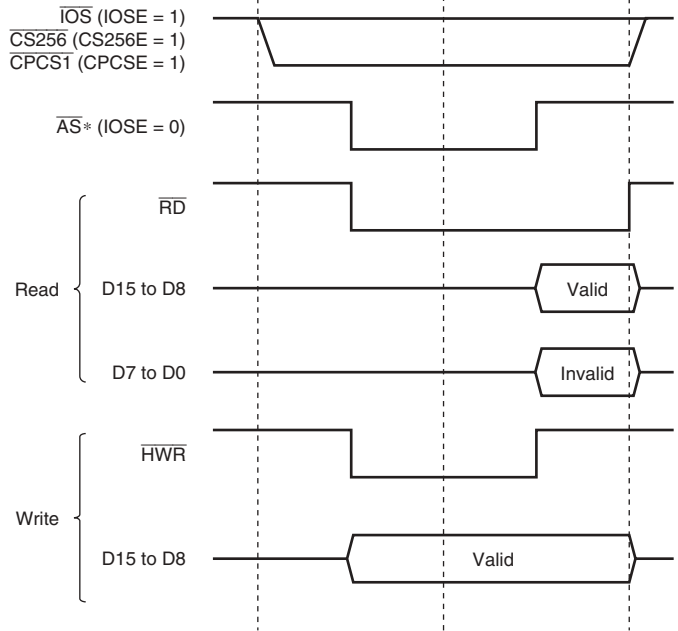 IOS (IOSE = 1)
CS256 (CS256E = 1)
CPCS1 (CPCSE = 1)
AS* (IOSE = 0)
RD
Read
D15 to D8
Valid
D7 to D0
Invalid
HWR
Write
D15 to D8
Valid